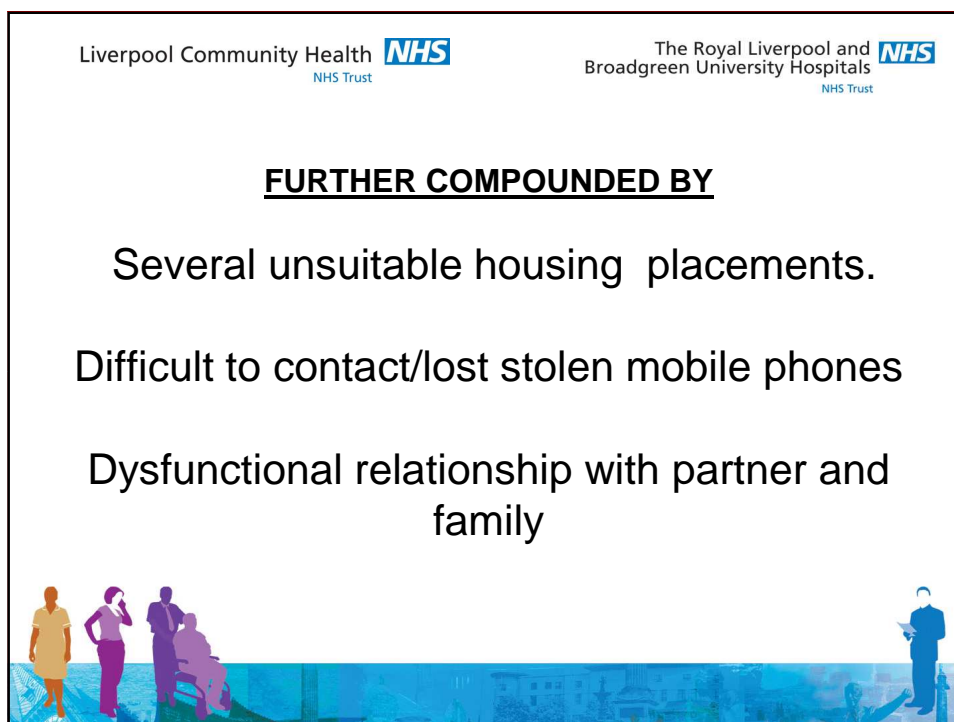 Liverpool Community Health NHS
NHS Trust
The Royal Liverpool and NHS
Broadgreen University Hospitals
NHS Trust
FURTHER COMPOUNDED BY
Several unsuitable housing  placements.
Difficult to contact/lost stolen mobile phones
Dysfunctional relationship with partner and
family